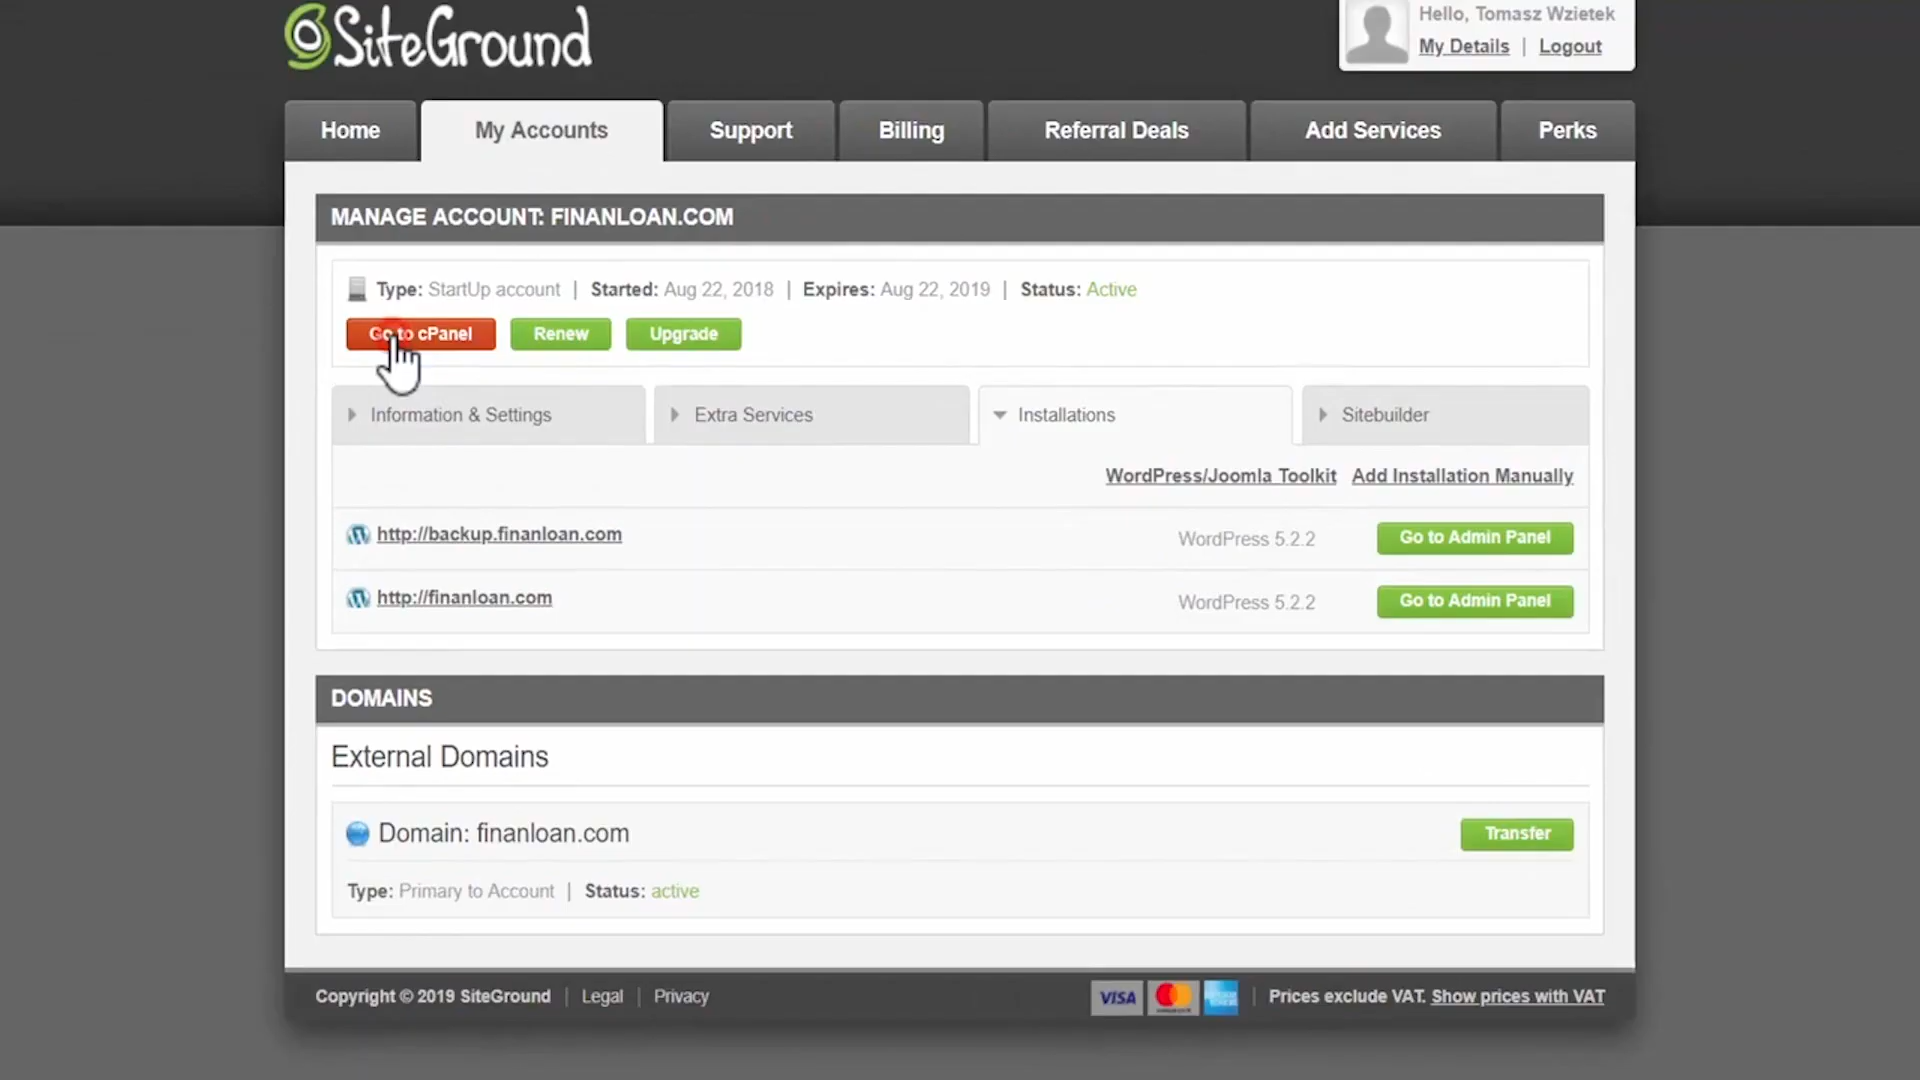 SiteGround
Hello, Tomasz Wzietek
My Details | Logout
Home
My Accounts
Support
Billing
Referral Deals
Add Services
Perks
MANAGE ACCOUNT: FINANLOAN.COM
Type: StartUp account | Started: Aug 22, 2018 | Expires: Aug 22, 2019 | Status: Active
Go to cPanel
Renew
Upgrade
Information & Settings
Extra Services
Installations
Sitebuilder
WordPress/Joomla Toolkit
Add Installation Manually
http://backup.finanloan.com
WordPress 5.2.2
Go to Admin Panel
http://finanloan.com
WordPress 5.2.2
Go to Admin Panel
DOMAINS
External Domains
Domain: finanloan.com
Transfer
Type: Primary to Account | Status: active
Copyright © 2019 SiteGround | Legal | Privacy
VISA
Prices exclude VAT. Show prices with VAT